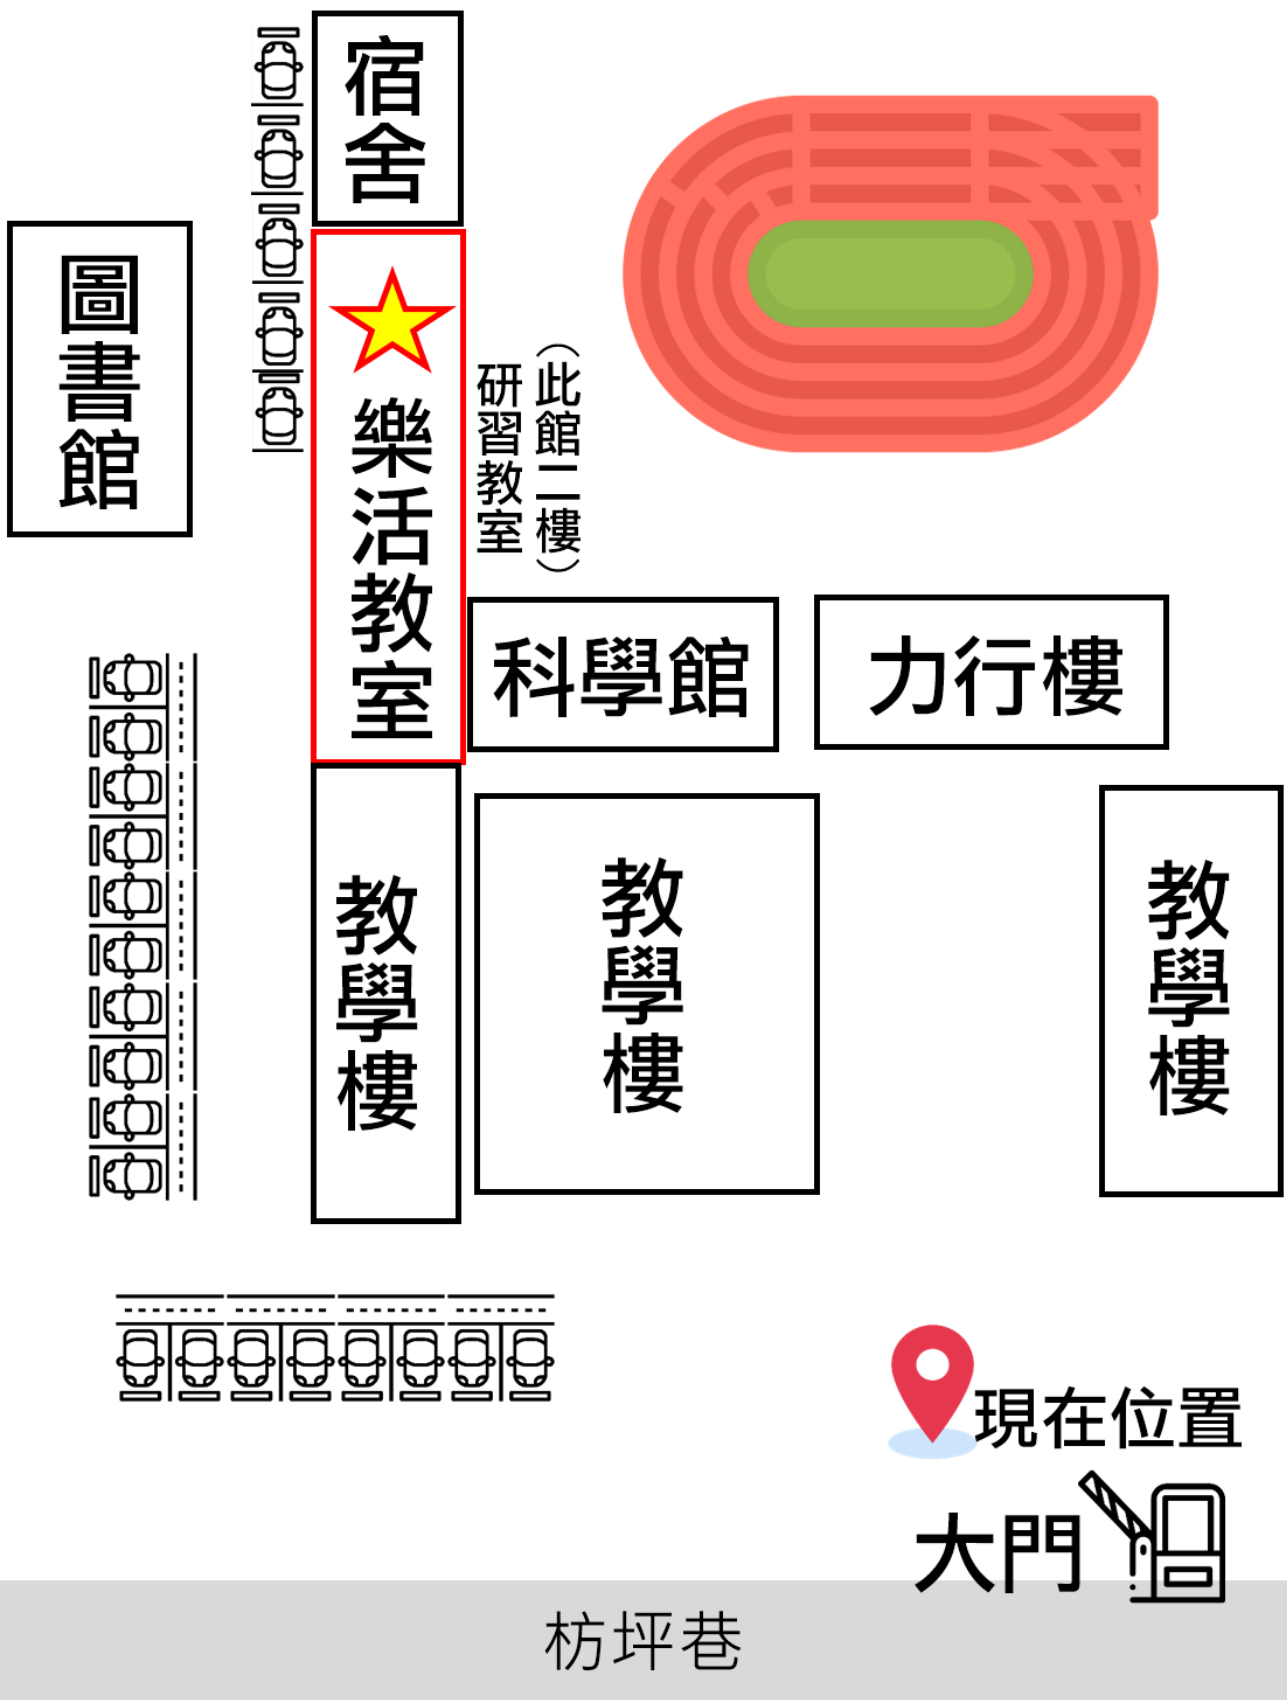 宿舍
圖書館
樂活教室
（此館二樓）
研習教室
科學館
力行樓
教學樓
教學樓
教學樓
現在位置
大門
枋坪巷